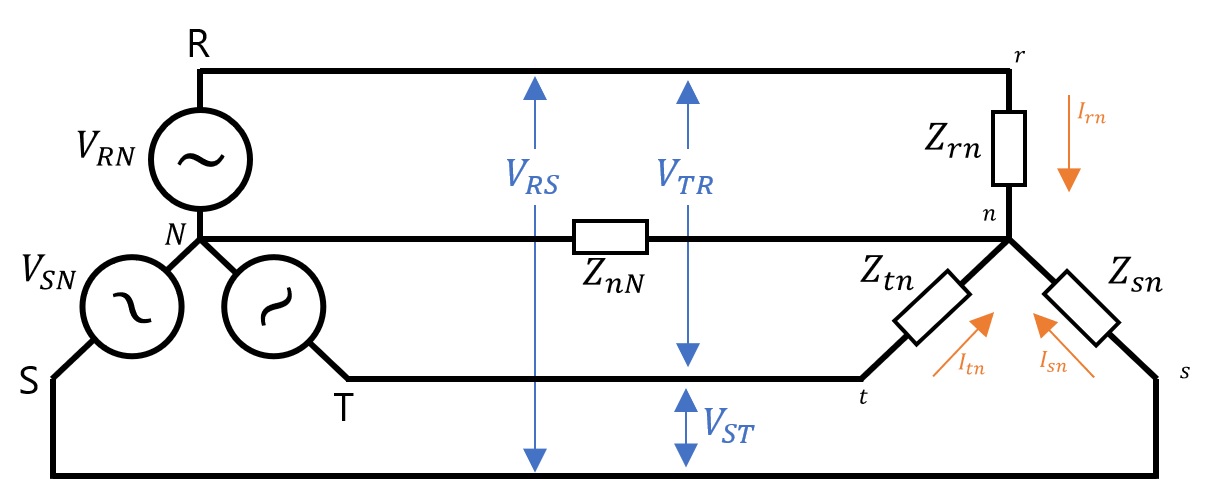 R
r
V_{RN}
I_{rn}
Z_{rn}
V_{RS}
V_{TR}
n
N
V_{SN}
Z_{nN}
Z_{tn}
Z_{sn}
S
I_{tn}
I_{sn}
s
T
t
V_{ST}